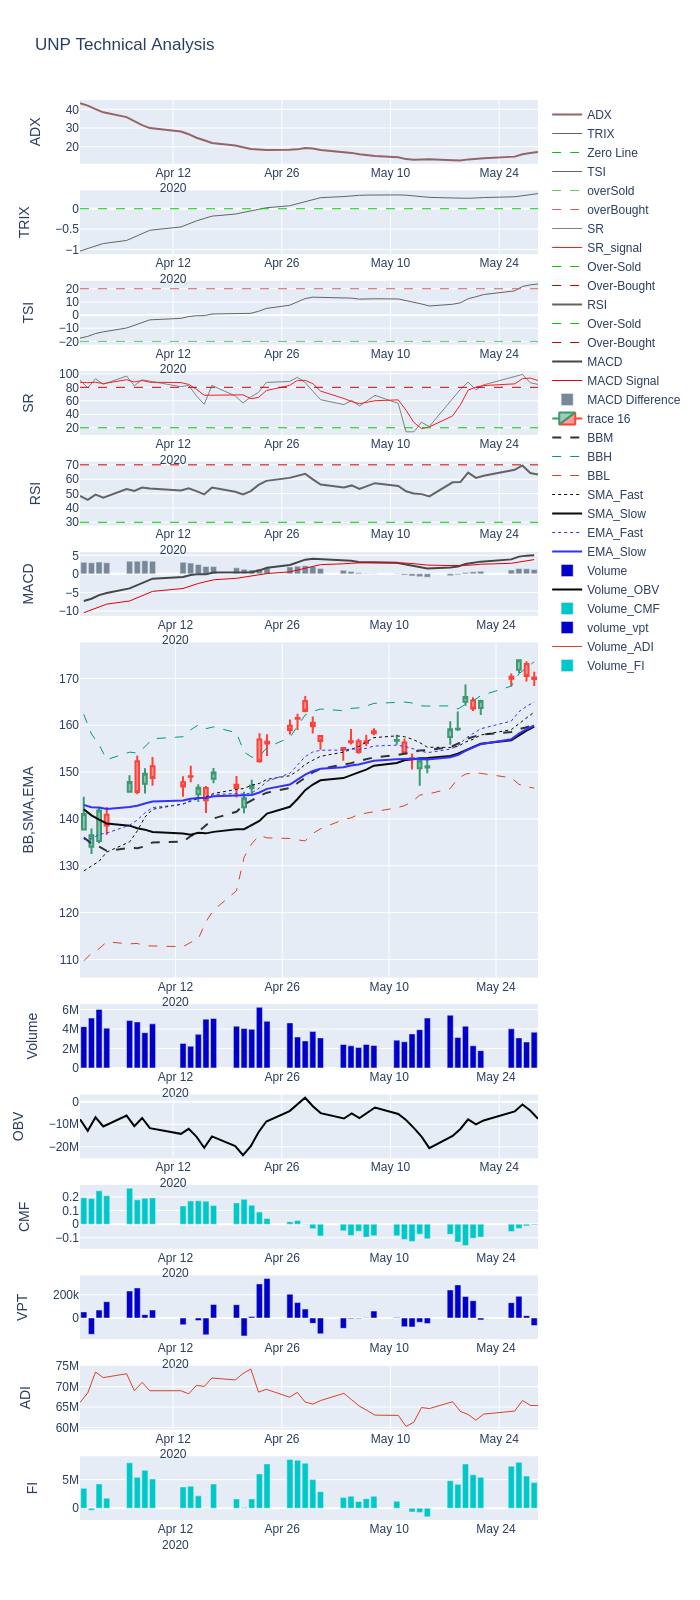 UNP Technical Analysis
ADX
40
30
20
Apr 12
2020
Apr 26
May 10
May 24
TRIX
0
−0.5
−1
Apr 12
2020
Apr 26
May 10
May 24
TSI
20
10
0
−10
−20
Apr 12
2020
Apr 26
May 10
May 24
SR
100
80
60
40
20
Apr 12
2020
Apr 26
May 10
May 24
RSI
70
60
50
40
30
Apr 12
2020
Apr 26
May 10
May 24
MACD
5
0
−5
−10
Apr 12
2020
Apr 26
May 10
May 24
BB,SMA,EMA
170
160
150
140
130
120
110
Apr 12
2020
Apr 26
May 10
May 24
Volume
6M
4M
2M
0
Apr 12
2020
Apr 26
May 10
May 24
OBV
0
−10M
−20M
Apr 12
2020
Apr 26
May 10
May 24
CMF
0.2
0.1
0
−0.1
Apr 12
2020
Apr 26
May 10
May 24
VPT
200k
0
Apr 12
2020
Apr 26
May 10
May 24
ADI
75M
70M
65M
60M
Apr 12
2020
Apr 26
May 10
May 24
FI
5M
0
Apr 12
2020
Apr 26
May 10
May 24
ADX
TRIX
Zero Line
TSI
overSold
overBought
SR
SR_signal
Over-Sold
Over-Bought
RSI
Over-Sold
Over-Bought
MACD
MACD Signal
MACD Difference
trace 16
BBM
BBH
BBL
SMA_Fast
SMA_Slow
EMA_Fast
EMA_Slow
Volume
Volume_OBV
Volume_CMF
volume_vpt
Volume_ADI
Volume_FI